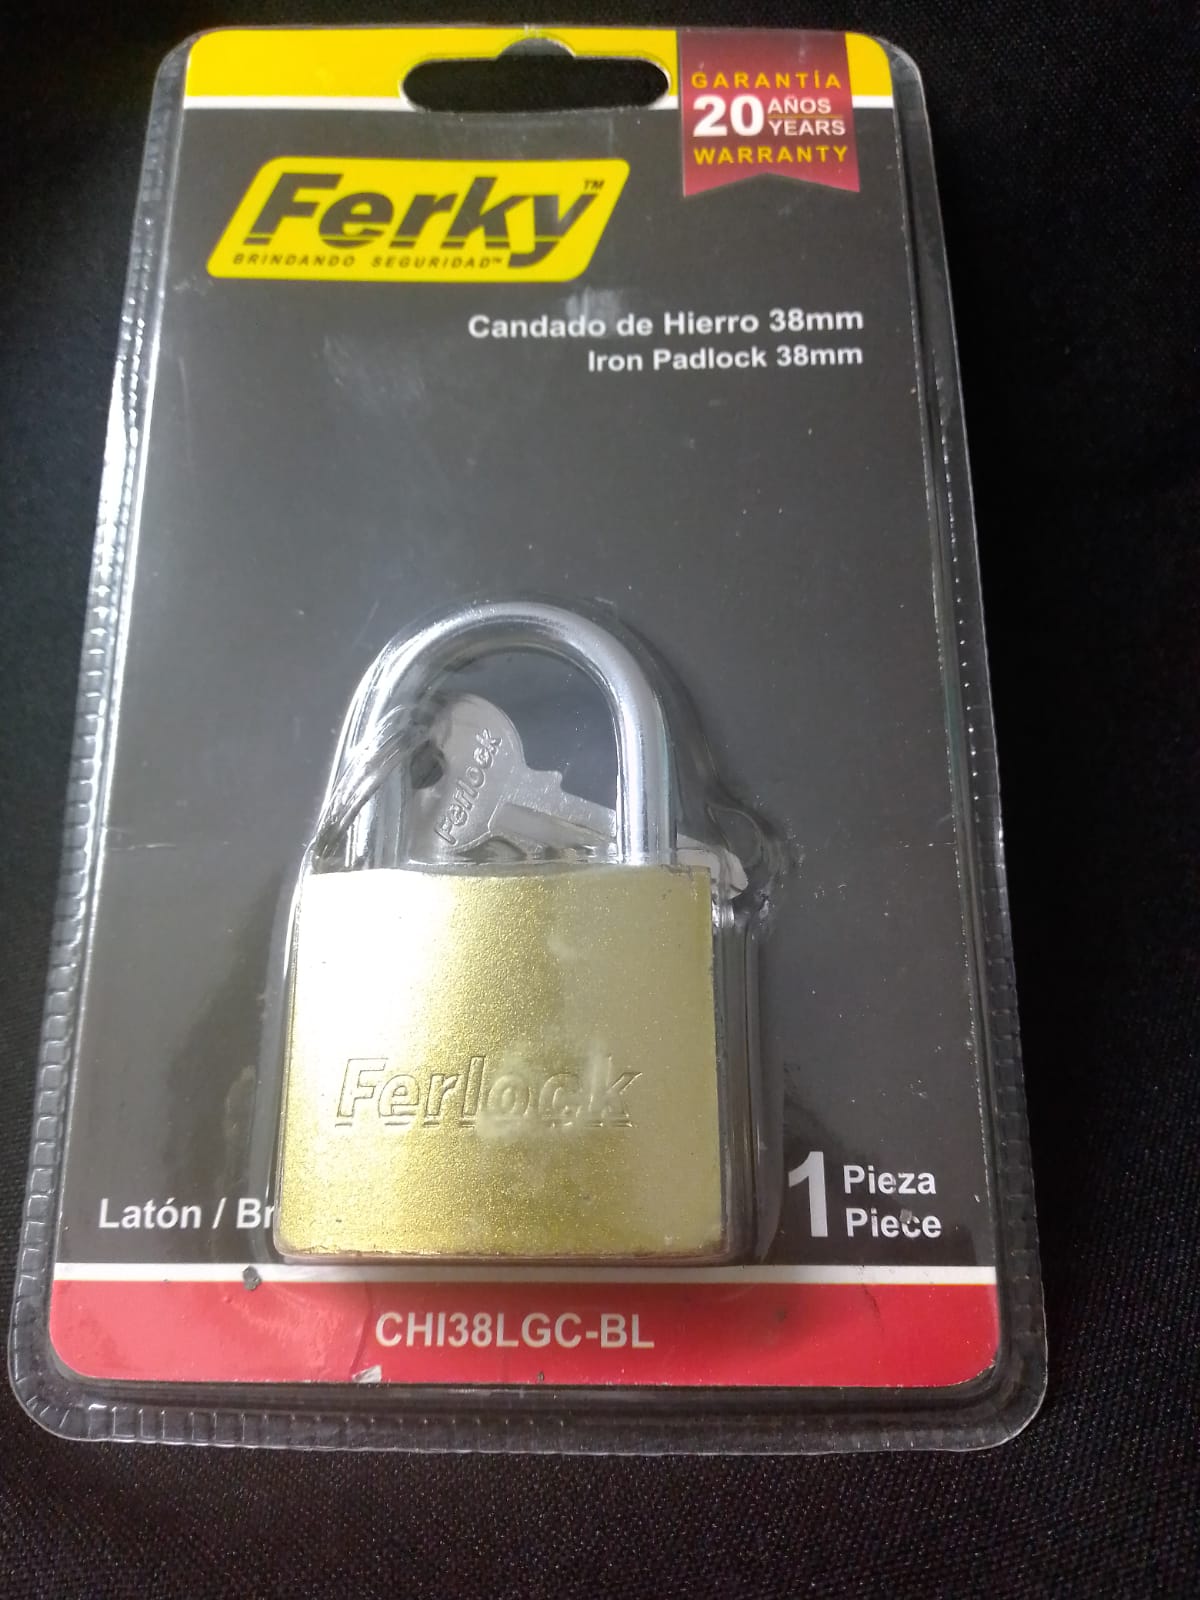 GARANTÍA
20 AÑOS
YEARS
WARRANTY
Ferky™
BRINDANDO SEGURIDAD™
Candado de Hierro 38mm
Iron Padlock 38mm
Ferlock
Ferlock
Latón / Br
1 Pieza
Piece
CHI38LGC-BL